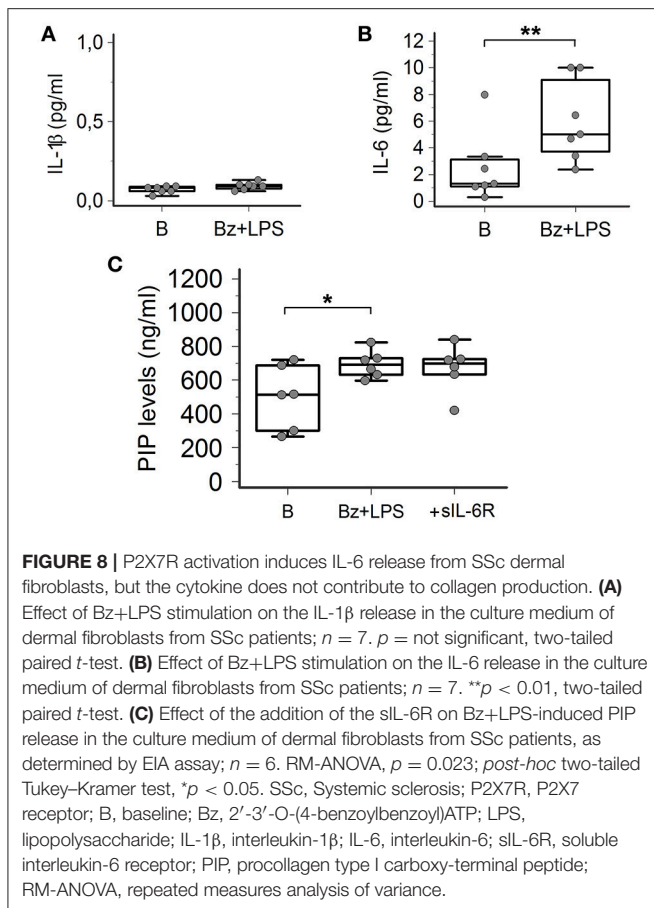 A
1,0
0,5
0,0
IL-1β (pg/ml)
B
Bz+LPS
B
**
12
10
8
6
4
2
0
IL-6 (pg/ml)
B
Bz+LPS
C
*
1200
1000
800
600
400
200
0
PIP levels (ng/ml)
B
Bz+LPS
+sIL-6R
FIGURE 8 | P2X7R activation induces IL-6 release from SSc dermal
fibroblasts, but the cytokine does not contribute to collagen production. (A)
Effect of Bz+LPS stimulation on the IL-1β release in the culture medium of
dermal fibroblasts from SSc patients; n = 7. p = not significant, two-tailed
paired t-test. (B) Effect of Bz+LPS stimulation on the IL-6 release in the culture
medium of dermal fibroblasts from SSc patients; n = 7. **p < 0.01, two-tailed
paired t-test. (C) Effect of the addition of the sIL-6R on Bz+LPS-induced PIP
release in the culture medium of dermal fibroblasts from SSc patients, as
determined by EIA assay; n = 6. RM-ANOVA, p = 0.023; post-hoc two-tailed
Tukey–Kramer test, *p < 0.05. SSc, Systemic sclerosis; P2X7R, P2X7
receptor; B, baseline; Bz, 2′-3′-O-(4-benzoylbenzoyl)ATP; LPS,
lipopolysaccharide; IL-1β, interleukin-1β; IL-6, interleukin-6; sIL-6R, soluble
interleukin-6 receptor; PIP, procollagen type I carboxy-terminal peptide;
RM-ANOVA, repeated measures analysis of variance.